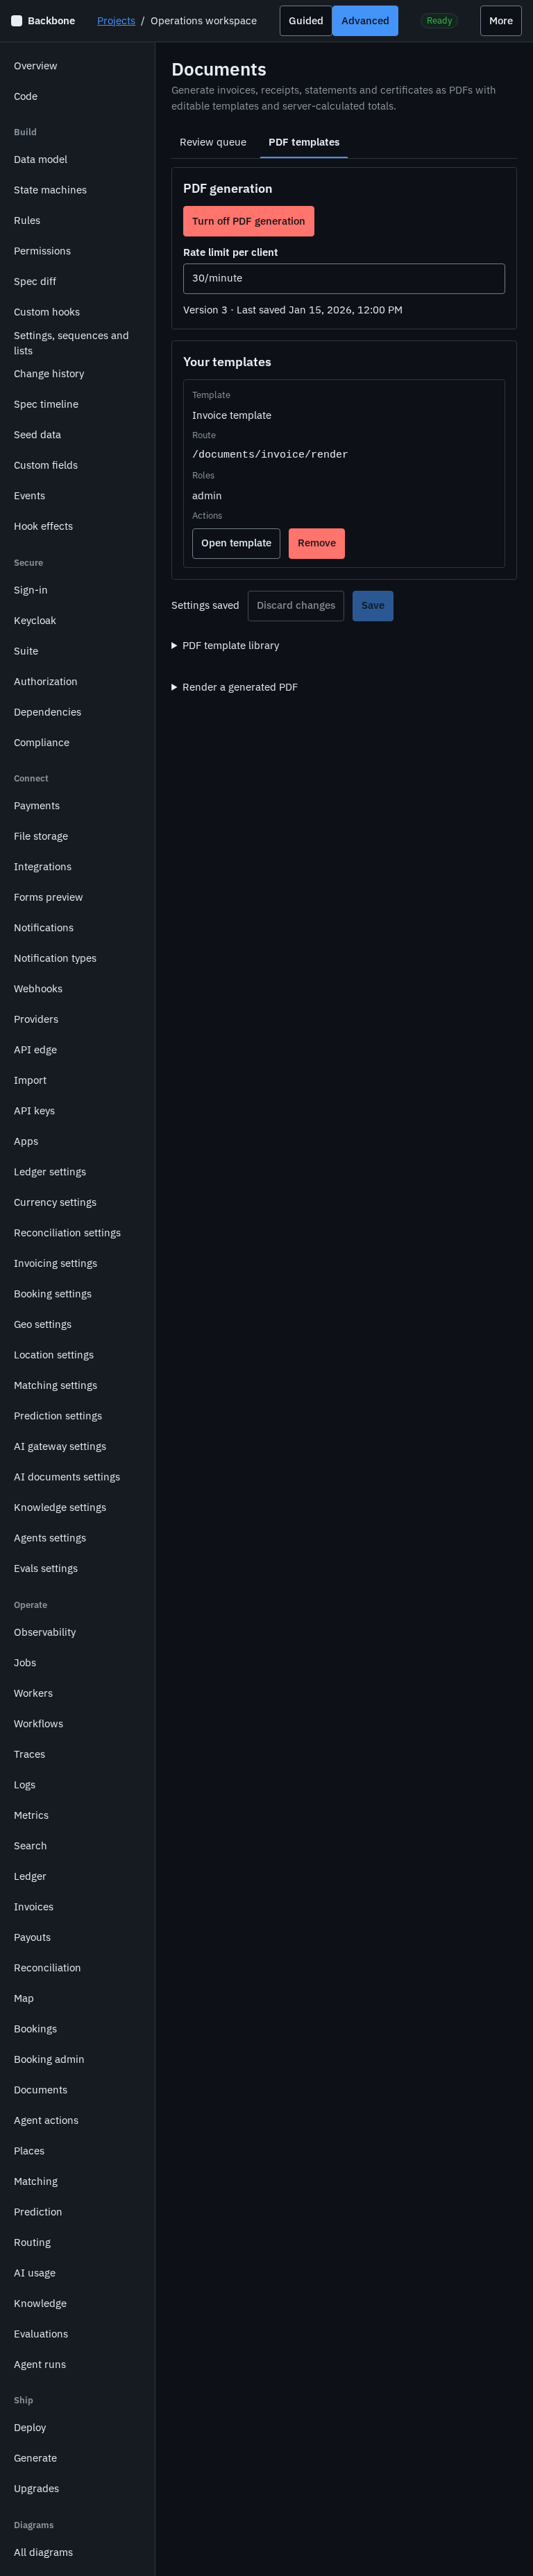 Backbone
Projects / Operations workspace
Guided
Advanced
Ready
More
Overview
Code
Build
Data model
State machines
Rules
Permissions
Spec diff
Custom hooks
Settings, sequences and
lists
Change history
Spec timeline
Seed data
Custom fields
Events
Hook effects
Secure
Sign-in
Keycloak
Suite
Authorization
Dependencies
Compliance
Connect
Payments
File storage
Integrations
Forms preview
Notifications
Notification types
Webhooks
Providers
API edge
Import
API keys
Apps
Ledger settings
Currency settings
Reconciliation settings
Invoicing settings
Booking settings
Geo settings
Location settings
Matching settings
Prediction settings
AI gateway settings
AI documents settings
Knowledge settings
Agents settings
Evals settings
Operate
Observability
Jobs
Workers
Workflows
Traces
Logs
Metrics
Search
Ledger
Invoices
Payouts
Reconciliation
Map
Bookings
Booking admin
Documents
Agent actions
Places
Matching
Prediction
Routing
AI usage
Knowledge
Evaluations
Agent runs
Ship
Deploy
Generate
Upgrades
Diagrams
All diagrams
Documents
Generate invoices, receipts, statements and certificates as PDFs with
editable templates and server-calculated totals.
Review queue
PDF templates
PDF generation
Turn off PDF generation
Rate limit per client
30/minute
Version 3 · Last saved Jan 15, 2026, 12:00 PM
Your templates
Template
Invoice template
Route
/documents/invoice/render
Roles
admin
Actions
Open template
Remove
Settings saved
Discard changes
Save
PDF template library
Render a generated PDF